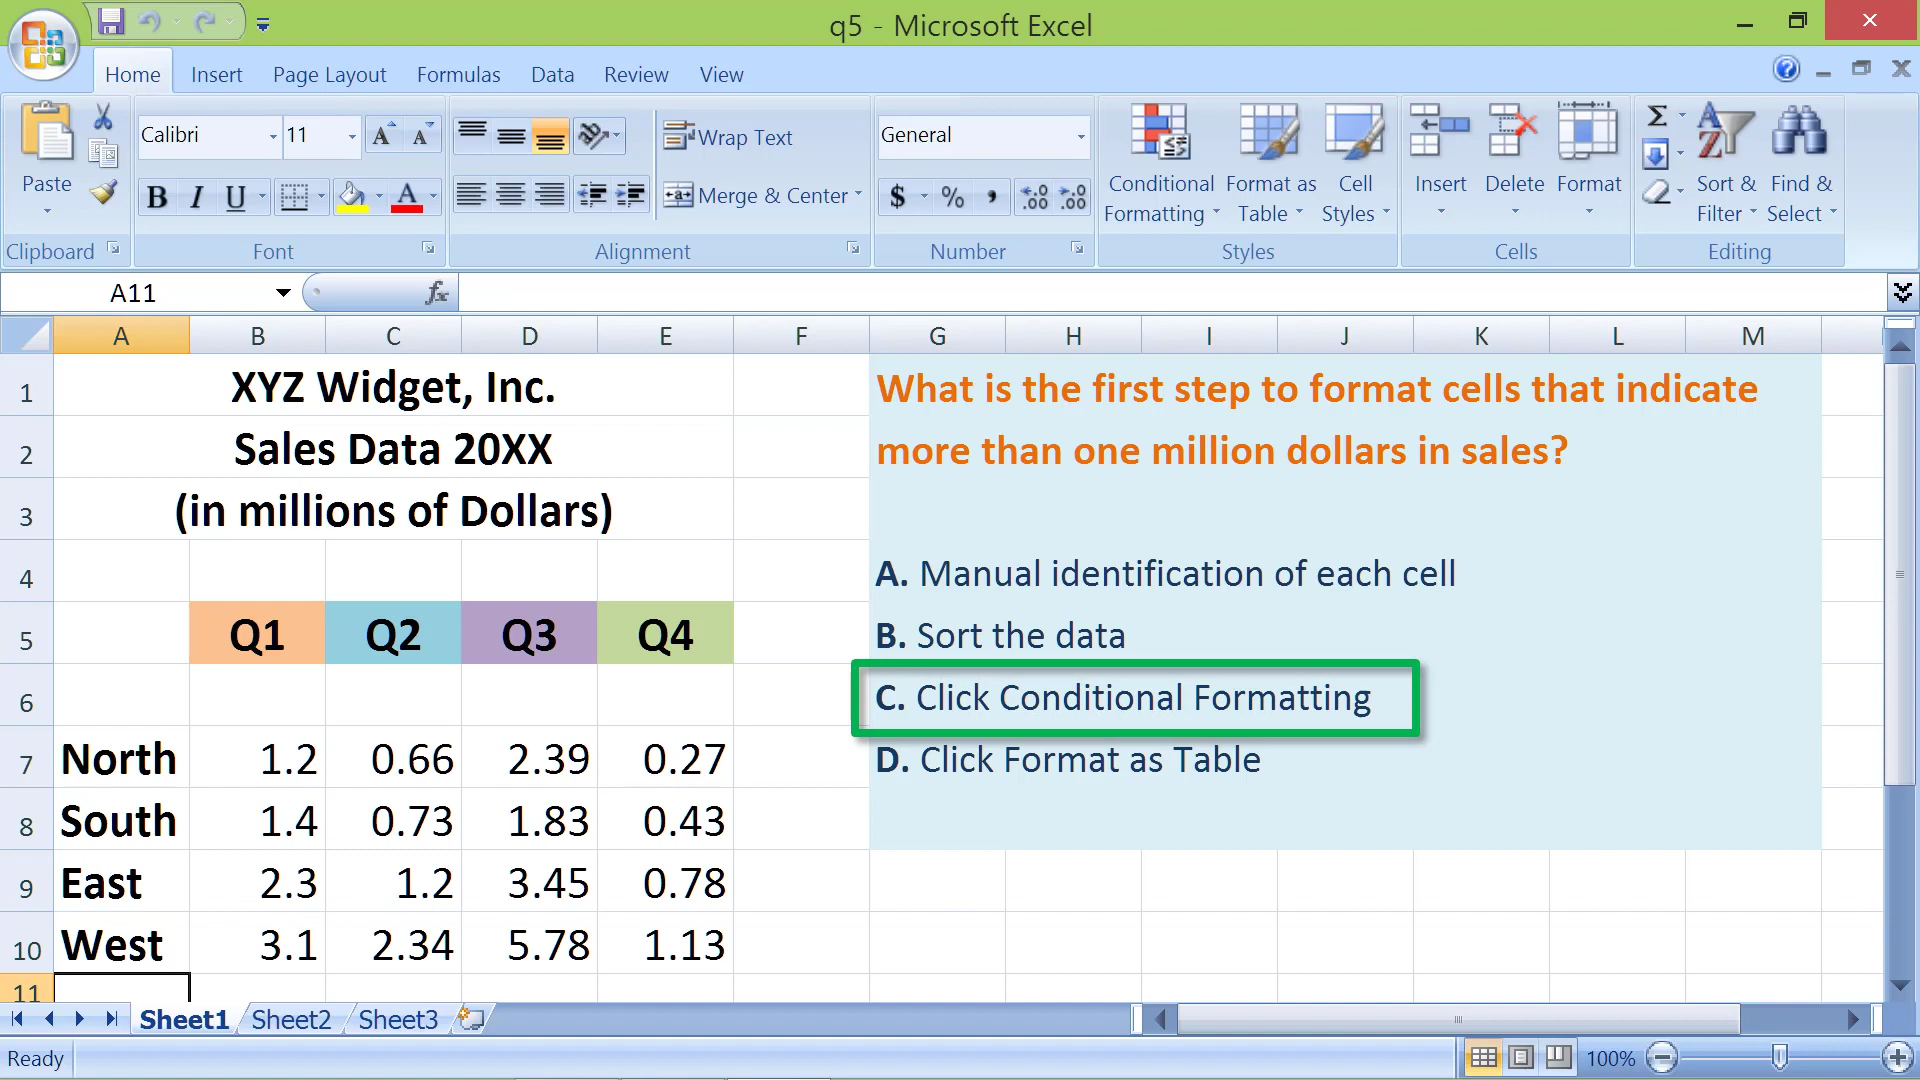 q5 - Microsoft Excel
Home Insert Page Layout Formulas Data Review View
Calibri 11 Wrap Text General
Paste Conditional Formatting Format as Table Cell Styles Insert Delete Format Sort & Filter Find & Select
B I U Merge & Center $ % ,
Clipboard Font Alignment Number Styles Cells Editing
A11 fx
A B C D E F G H I J K L M
1 XYZ Widget, Inc. What is the first step to format cells that indicate
2 Sales Data 20XX more than one million dollars in sales?
3 (in millions of Dollars)
4 A. Manual identification of each cell
5 Q1 Q2 Q3 Q4 B. Sort the data
6 C. Click Conditional Formatting
7 North 1.2 0.66 2.39 0.27 D. Click Format as Table
8 South 1.4 0.73 1.83 0.43
9 East 2.3 1.2 3.45 0.78
10 West 3.1 2.34 5.78 1.13
11
Sheet1 Sheet2 Sheet3
Ready 100%